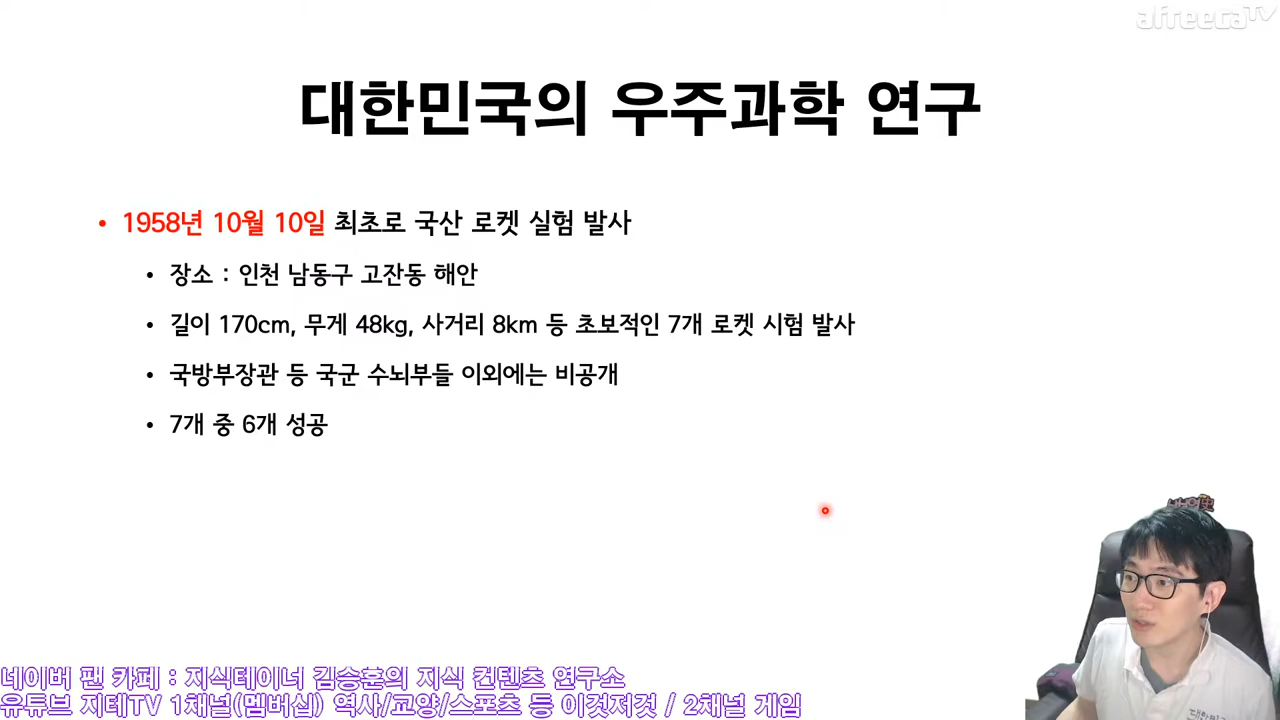 afreecaTV
대한민국의 우주과학 연구
• 1958년 10월 10일 최초로 국산 로켓 실험 발사
• 장소 : 인천 남동구 고잔동 해안
• 길이 170cm, 무게 48kg, 사거리 8km 등 초보적인 7개 로켓 시험 발사
• 국방부장관 등 국군 수뇌부들 이외에는 비공개
• 7개 중 6개 성공
네이버 팬 카페 : 지식테이너 김승훈의 지식 컨텐츠 연구소
유튜브 지테TV 1채널(멤버십) 역사/교양/스포츠 등 이것저것 / 2채널 게임